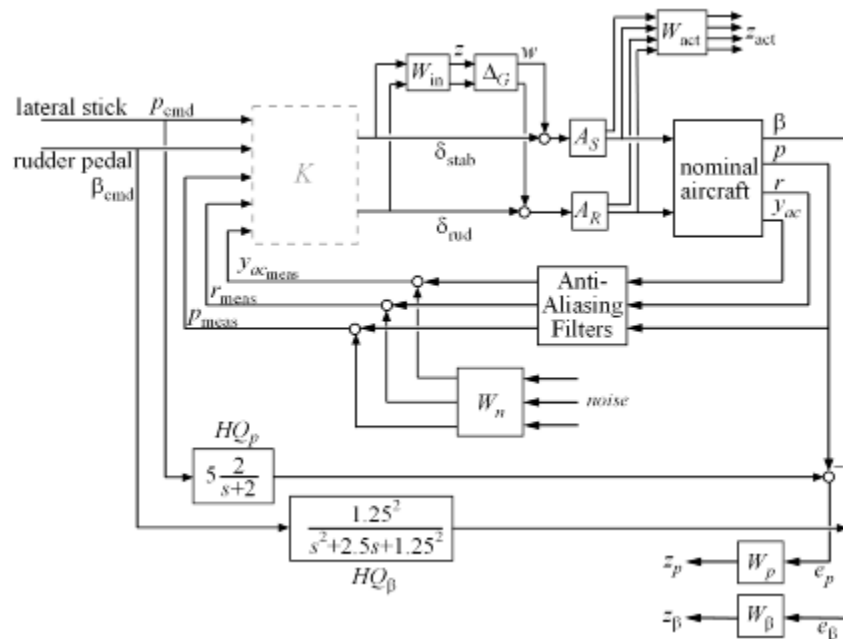 W_act
z_act
W_in
z
Δ_G
w
lateral stick
p_cmd
rudder pedal
β_cmd
K
δ_stab
δ_rud
A_S
A_R
nominal
aircraft
β
p
r
y_ac
y_ac_meas
r_meas
p_meas
Anti-
Aliasing
Filters
W_n
noise
HQ_p
5 2/(s+2)
−
1.25²/(s²+2.5s+1.25²)
HQ_β
z_p
W_p
e_p
z_β
W_β
e_β